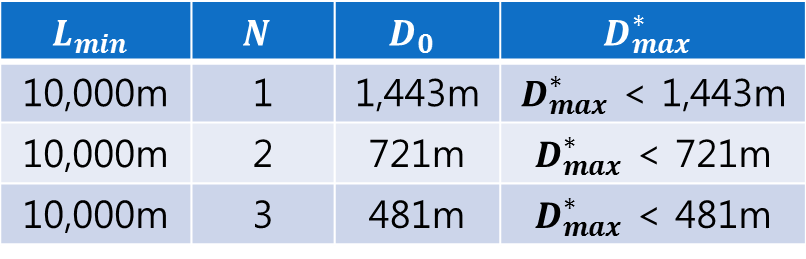 L_min N D_0 D*_max
10,000m 1 1,443m D*_max < 1,443m
10,000m 2 721m D*_max < 721m
10,000m 3 481m D*_max < 481m